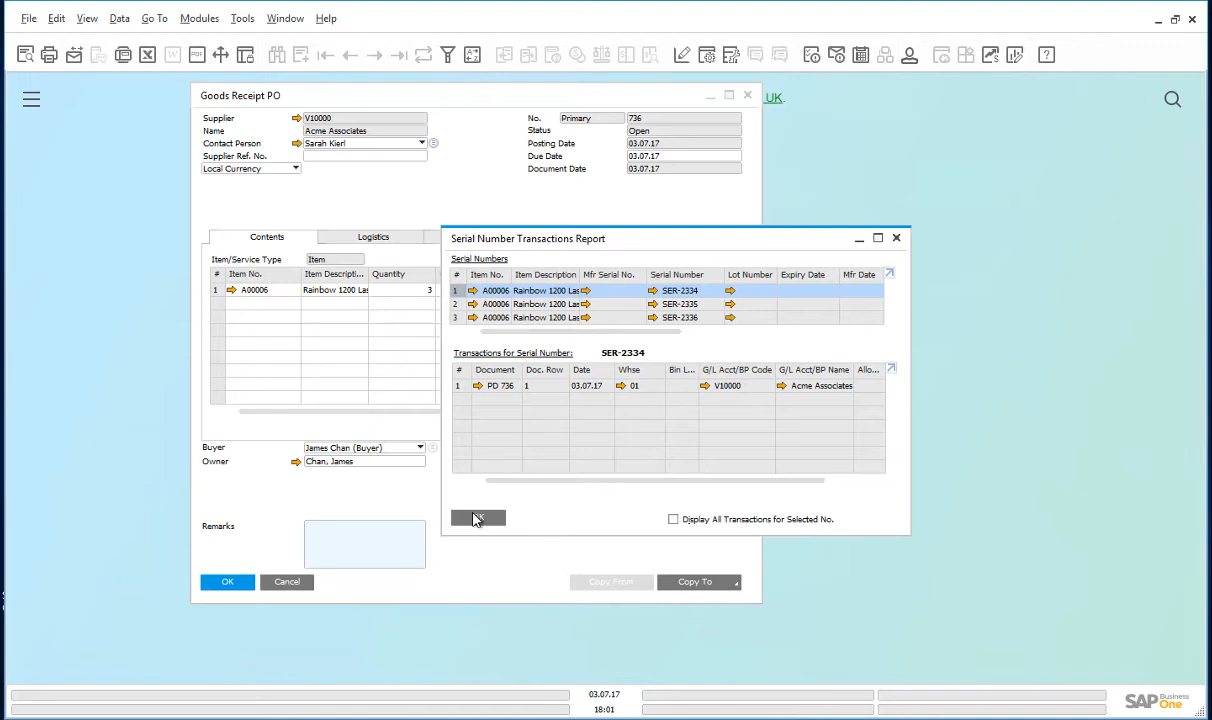 File Edit View Data Go To Modules Tools Window Help
Goods Receipt PO
UK.
Supplier V10000 No. Primary 736
Name Acme Associates Status Open
Contact Person Sarah Kierl Posting Date 03.07.17
Supplier Ref. No. Due Date 03.07.17
Local Currency Document Date 03.07.17
Contents Logistics
Item/Service Type Item
# Item No. Item Descripti... Quantity
1 A00006 Rainbow 1200 Las 3
Serial Number Transactions Report
Serial Numbers
# Item No. Item Description Mfr Serial No. Serial Number Lot Number Expiry Date Mfr Date
1 A00006 Rainbow 1200 Las SER-2334
2 A00006 Rainbow 1200 Las SER-2335
3 A00006 Rainbow 1200 Las SER-2336
Transactions for Serial Number: SER-2334
# Document Doc. Row Date Whse Bin L... G/L Acct/BP Code G/L Acct/BP Name Allo...
1 PD 736 1 03.07.17 01 V10000 Acme Associates
Display All Transactions for Selected No.
Buyer James Chan (Buyer)
Owner Chan, James
Remarks
OK Cancel Copy From Copy To
03.07.17
18:01
SAP Business One